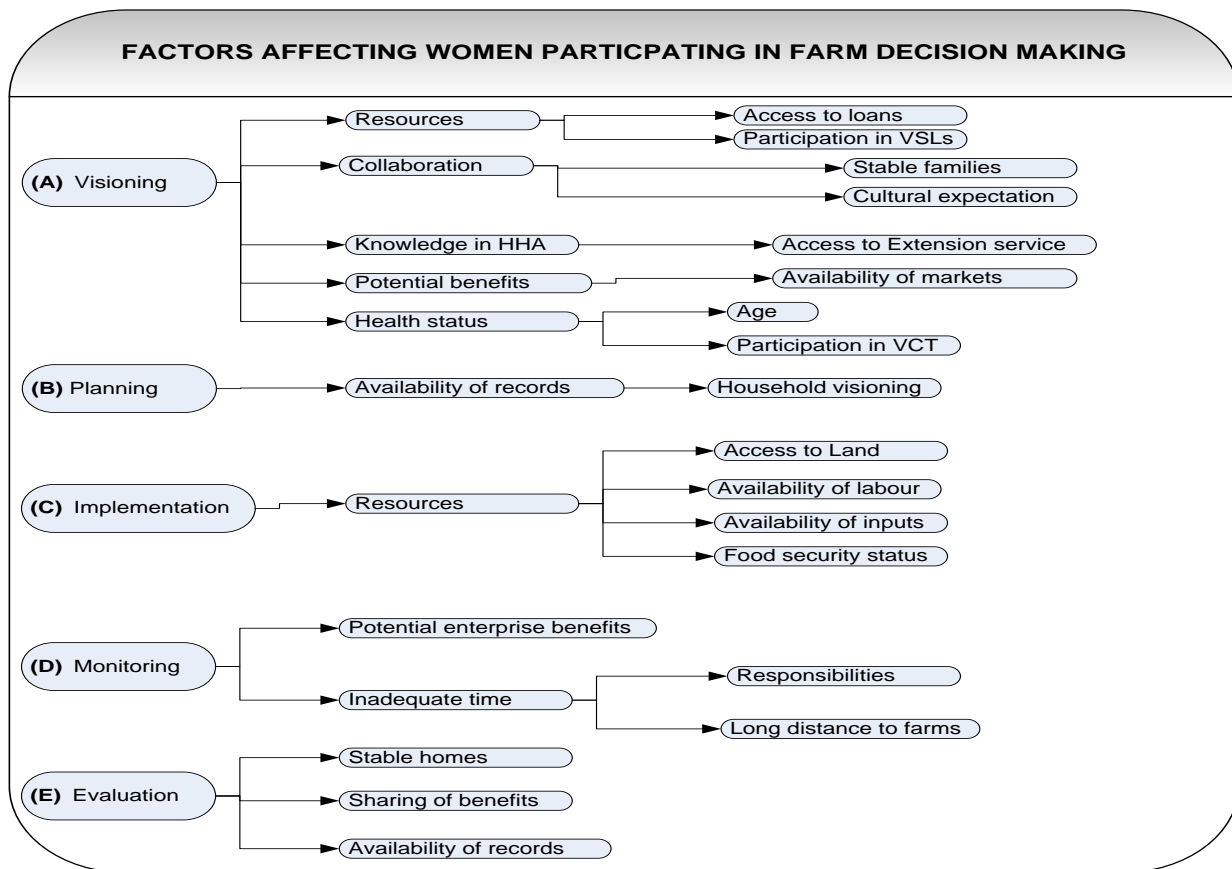 FACTORS AFFECTING WOMEN PARTICPATING IN FARM DECISION MAKING
(A) Visioning
Resources
Access to loans
Participation in VSLs
Collaboration
Stable families
Cultural expectation
Knowledge in HHA
Access to Extension service
Potential benefits
Availability of markets
Health status
Age
Participation in VCT
(B) Planning
Availability of records
Household visioning
(C) Implementation
Resources
Access to Land
Availability of labour
Availability of inputs
Food security status
(D) Monitoring
Potential enterprise benefits
Inadequate time
Responsibilities
Long distance to farms
(E) Evaluation
Stable homes
Sharing of benefits
Availability of records